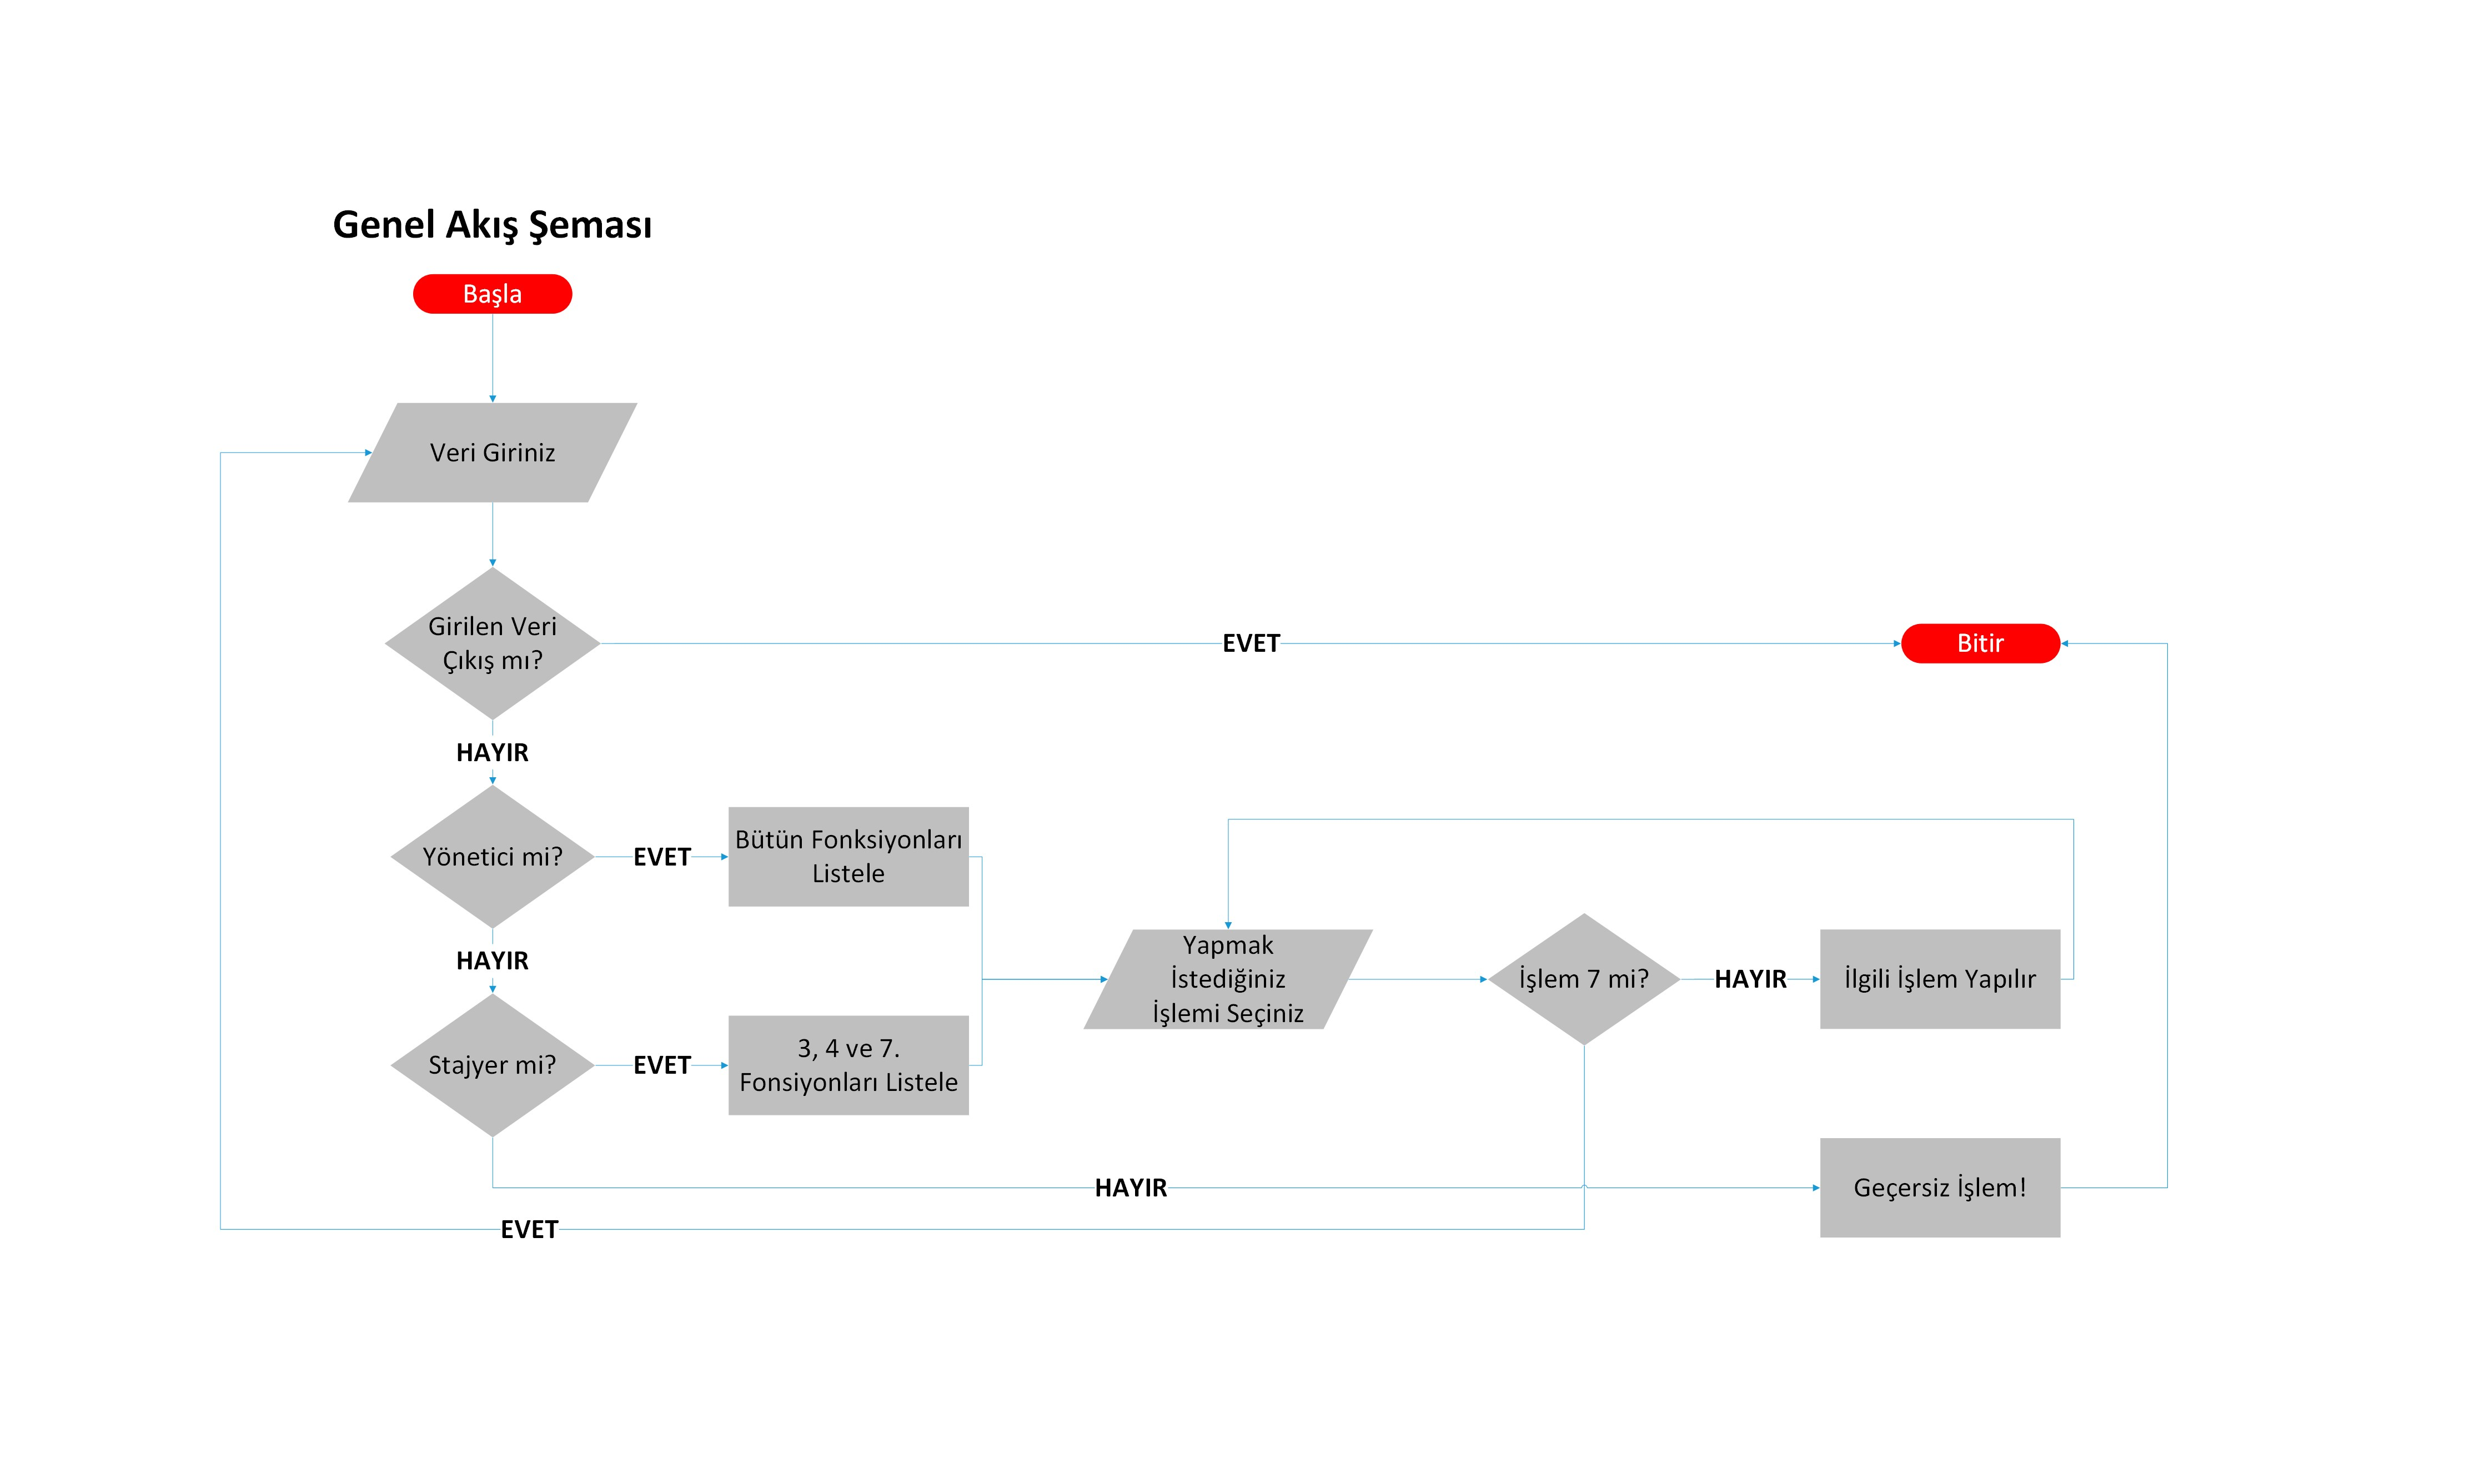 Genel Akış Şeması
Başla
Veri Giriniz
Girilen Veri
Çıkış mı?
EVET
Bitir
HAYIR
Yönetici mi?
EVET
Bütün Fonksiyonları
Listele
HAYIR
Stajyer mi?
EVET
3, 4 ve 7.
Fonsiyonları Listele
Yapmak
İstediğiniz
İşlemi Seçiniz
İşlem 7 mi?
HAYIR
İlgili İşlem Yapılır
HAYIR
Geçersiz İşlem!
EVET